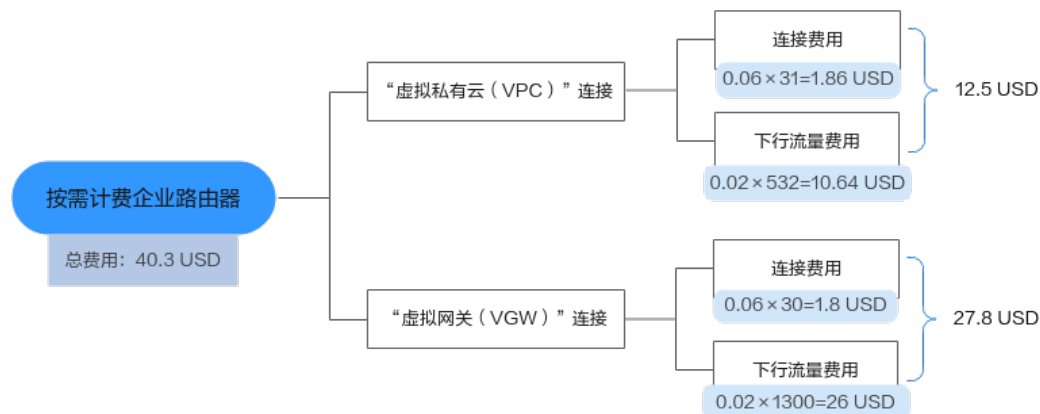 按需计费企业路由器
总费用：40.3 USD
“虚拟私有云（VPC）”连接
连接费用
0.06×31=1.86 USD
下行流量费用
0.02×532=10.64 USD
12.5 USD
“虚拟网关（VGW）”连接
连接费用
0.06×30=1.8 USD
下行流量费用
0.02×1300=26 USD
27.8 USD